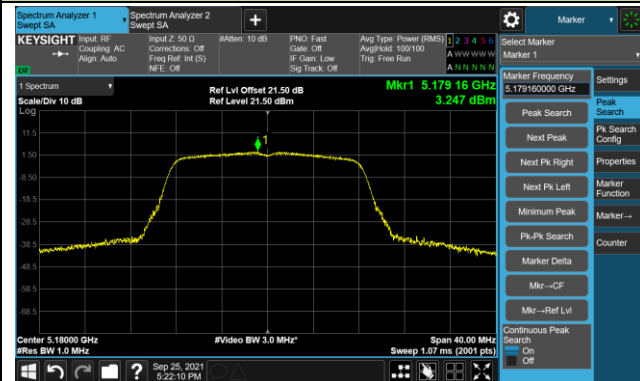 Spectrum Analyzer 1
Swept SA
Spectrum Analyzer 2
Swept SA
+
Marker
KEYSIGHT
Input: RF
Coupling: AC
Align: Auto
Input Z: 50 Ω
Corrections: Off
Freq Ref: Int (S)
NFE: Off
#Atten: 10 dB
PNO: Fast
Gate: Off
IF Gain: Low
Sig Track: Off
Avg Type: Power (RMS)
Avg|Hold: 100/100
Trig: Free Run
1 2 3 4 5 6
A W W W W W
A N N N N N
Select Marker
Marker 1
1 Spectrum
Scale/Div 10 dB
Log
Ref Lvl Offset 21.50 dB
Ref Level 21.50 dBm
Mkr1 5.179 16 GHz
3.247 dBm
11.5
1.50
-8.50
-18.5
-28.5
-38.5
-48.5
-58.5
-68.5
1
Center 5.18000 GHz
#Res BW 1.0 MHz
#Video BW 3.0 MHz*
Span 40.00 MHz
Sweep 1.07 ms (2001 pts)
Marker Frequency
5.179160000 GHz
Peak Search
Next Peak
Next Pk Right
Next Pk Left
Minimum Peak
Pk-Pk Search
Marker Delta
Mkr→CF
Mkr→Ref Lvl
Continuous Peak
Search
On
Off
Settings
Peak
Search
Pk Search
Config
Properties
Marker
Function
Marker→
Counter
?
Sep 25, 2021
5:22:10 PM